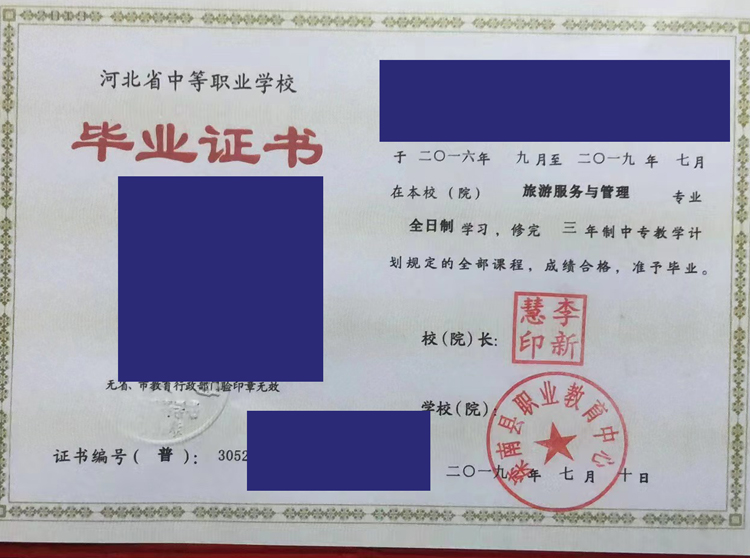 河北省中等职业学校
毕业证书
无省、市教育行政部门验印章无效
证书编号(普): 3052
于 二〇一六年 九月至 二〇一九年 七月
在本校(院) 旅游服务与管理 专业
全日制 学习,修完 三 年制中专教学计
划规定的全部课程,成绩合格,准予毕业。
校(院)长:
李新慧印
学校(院):
南县职业教育中心
二〇一九年 七月 十日